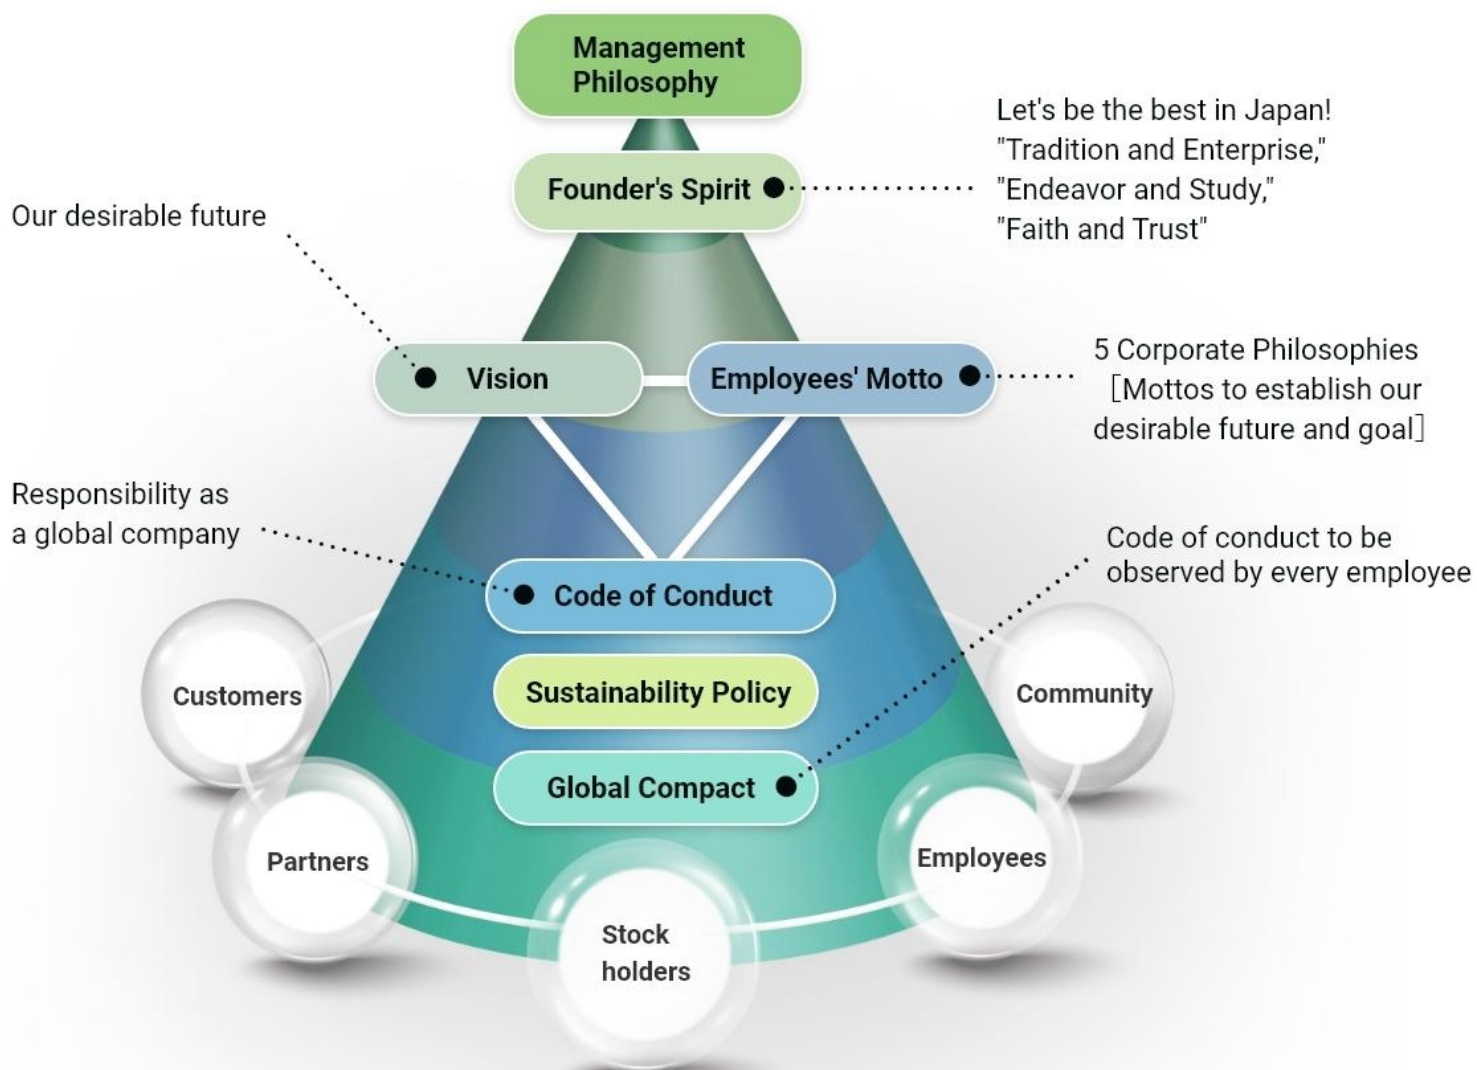 Management
Philosophy
Let's be the best in Japan!
"Tradition and Enterprise,"
"Endeavor and Study,"
"Faith and Trust"
Founder's Spirit
Our desirable future
Vision
Employees' Motto
5 Corporate Philosophies
[Mottos to establish our
desirable future and goal]
Responsibility as
a global company
Code of conduct to be
observed by every employee
Code of Conduct
Sustainability Policy
Global Compact
Customers
Community
Partners
Employees
Stock
holders